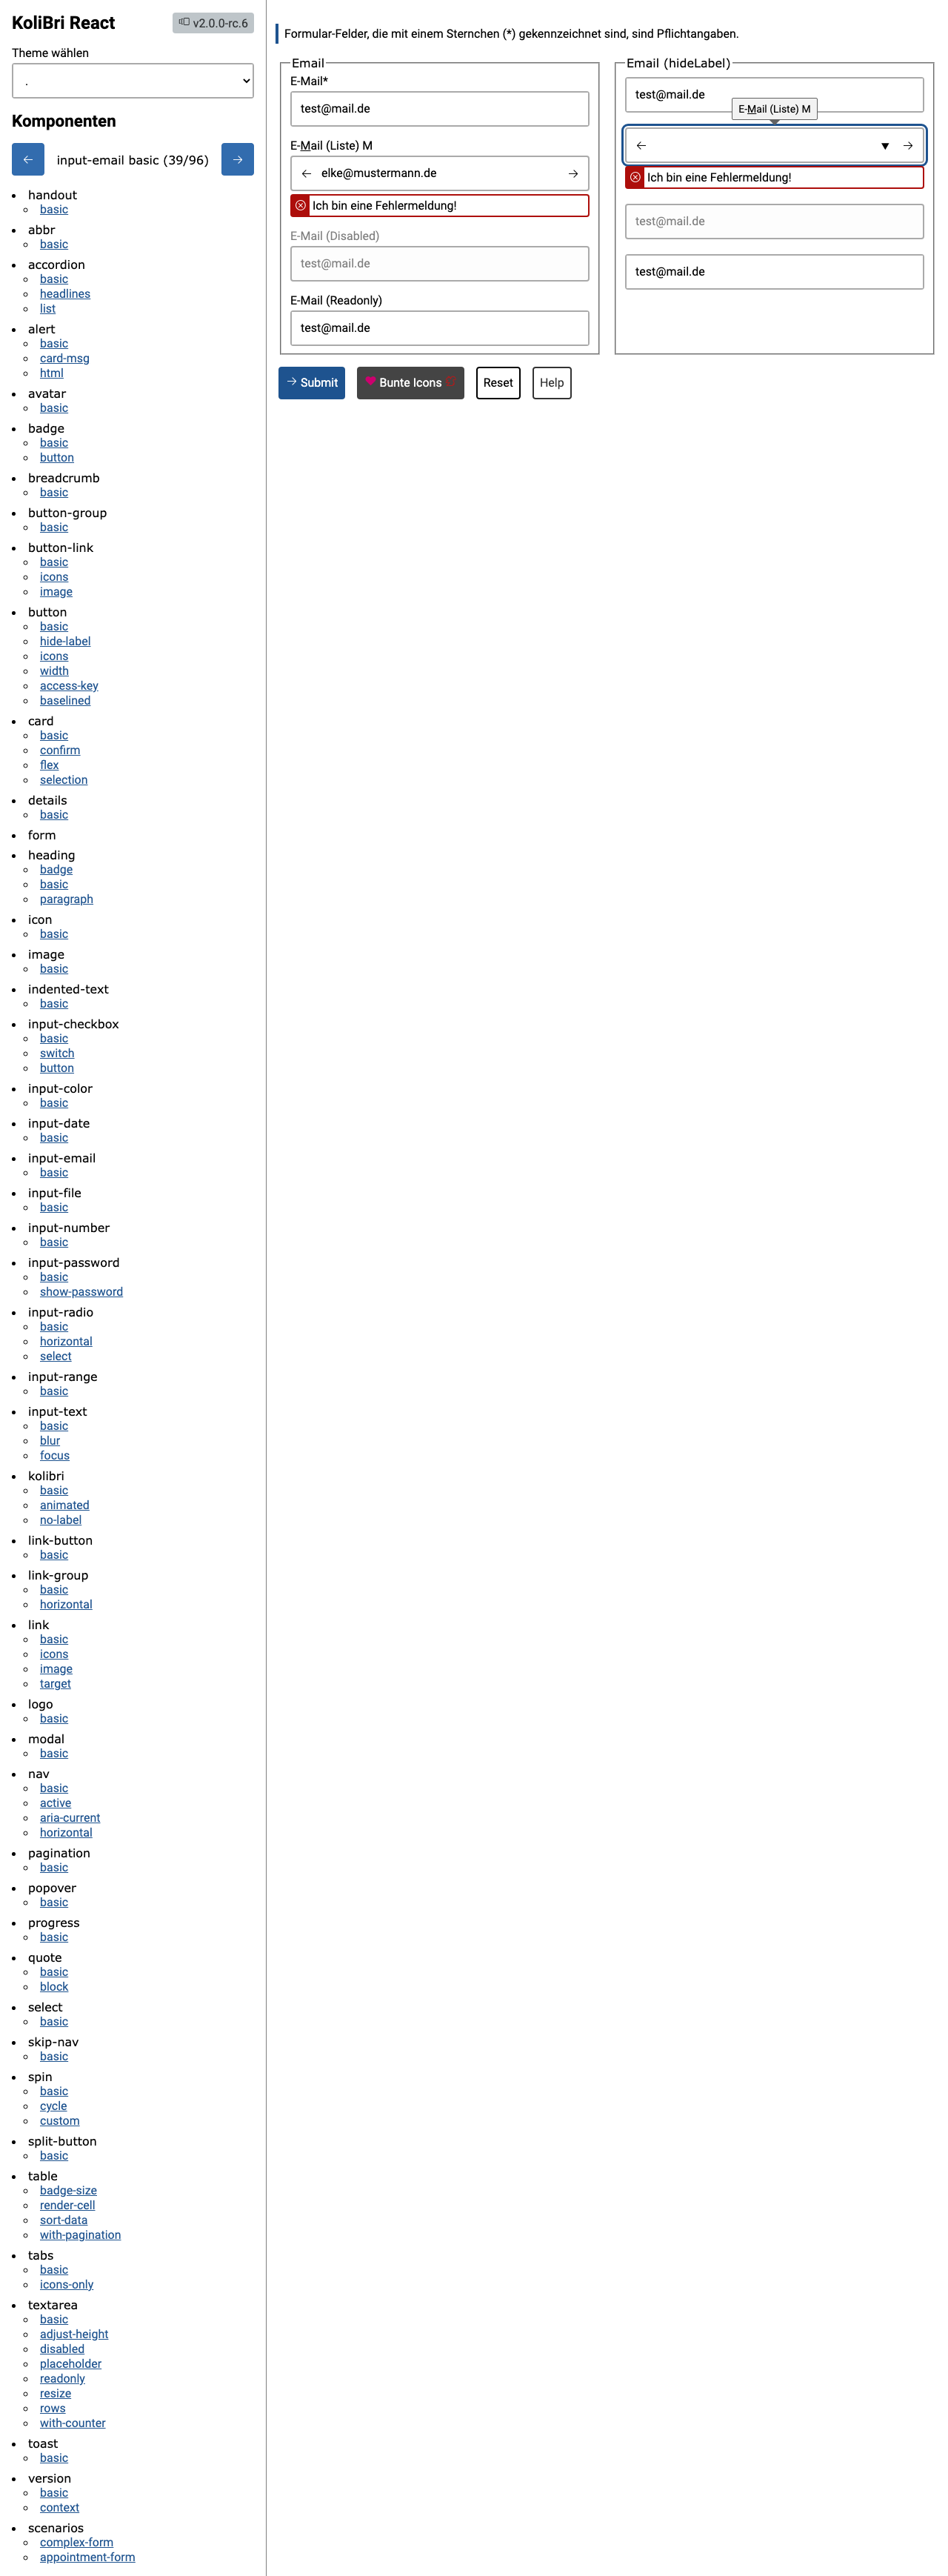 KoliBri React
v2.0.0-rc.6
Theme wählen
.
Komponenten
← input-email basic (39/96) →
handout
basic
abbr
basic
accordion
basic
headlines
list
alert
basic
card-msg
html
avatar
basic
badge
basic
button
breadcrumb
basic
button-group
basic
button-link
basic
icons
image
button
basic
hide-label
icons
width
access-key
baselined
card
basic
confirm
flex
selection
details
basic
form
heading
badge
basic
paragraph
icon
basic
image
basic
indented-text
basic
input-checkbox
basic
switch
button
input-color
basic
input-date
basic
input-email
basic
input-file
basic
input-number
basic
input-password
basic
show-password
input-radio
basic
horizontal
select
input-range
basic
input-text
basic
blur
focus
kolibri
basic
animated
no-label
link-button
basic
link-group
basic
horizontal
link
basic
icons
image
target
logo
basic
modal
basic
nav
basic
active
aria-current
horizontal
pagination
basic
popover
basic
progress
basic
quote
basic
block
select
basic
skip-nav
basic
spin
basic
cycle
custom
split-button
basic
table
badge-size
render-cell
sort-data
with-pagination
tabs
basic
icons-only
textarea
basic
adjust-height
disabled
placeholder
readonly
resize
rows
with-counter
toast
basic
version
basic
context
scenarios
complex-form
appointment-form
Formular-Felder, die mit einem Sternchen (*) gekennzeichnet sind, sind Pflichtangaben.
Email
E-Mail*
test@mail.de
E-Mail (Liste) M
elke@mustermann.de
Ich bin eine Fehlermeldung!
E-Mail (Disabled)
test@mail.de
E-Mail (Readonly)
test@mail.de
Email (hideLabel)
test@mail.de
E-Mail (Liste) M
Ich bin eine Fehlermeldung!
test@mail.de
test@mail.de
Submit
Bunte Icons
Reset
Help